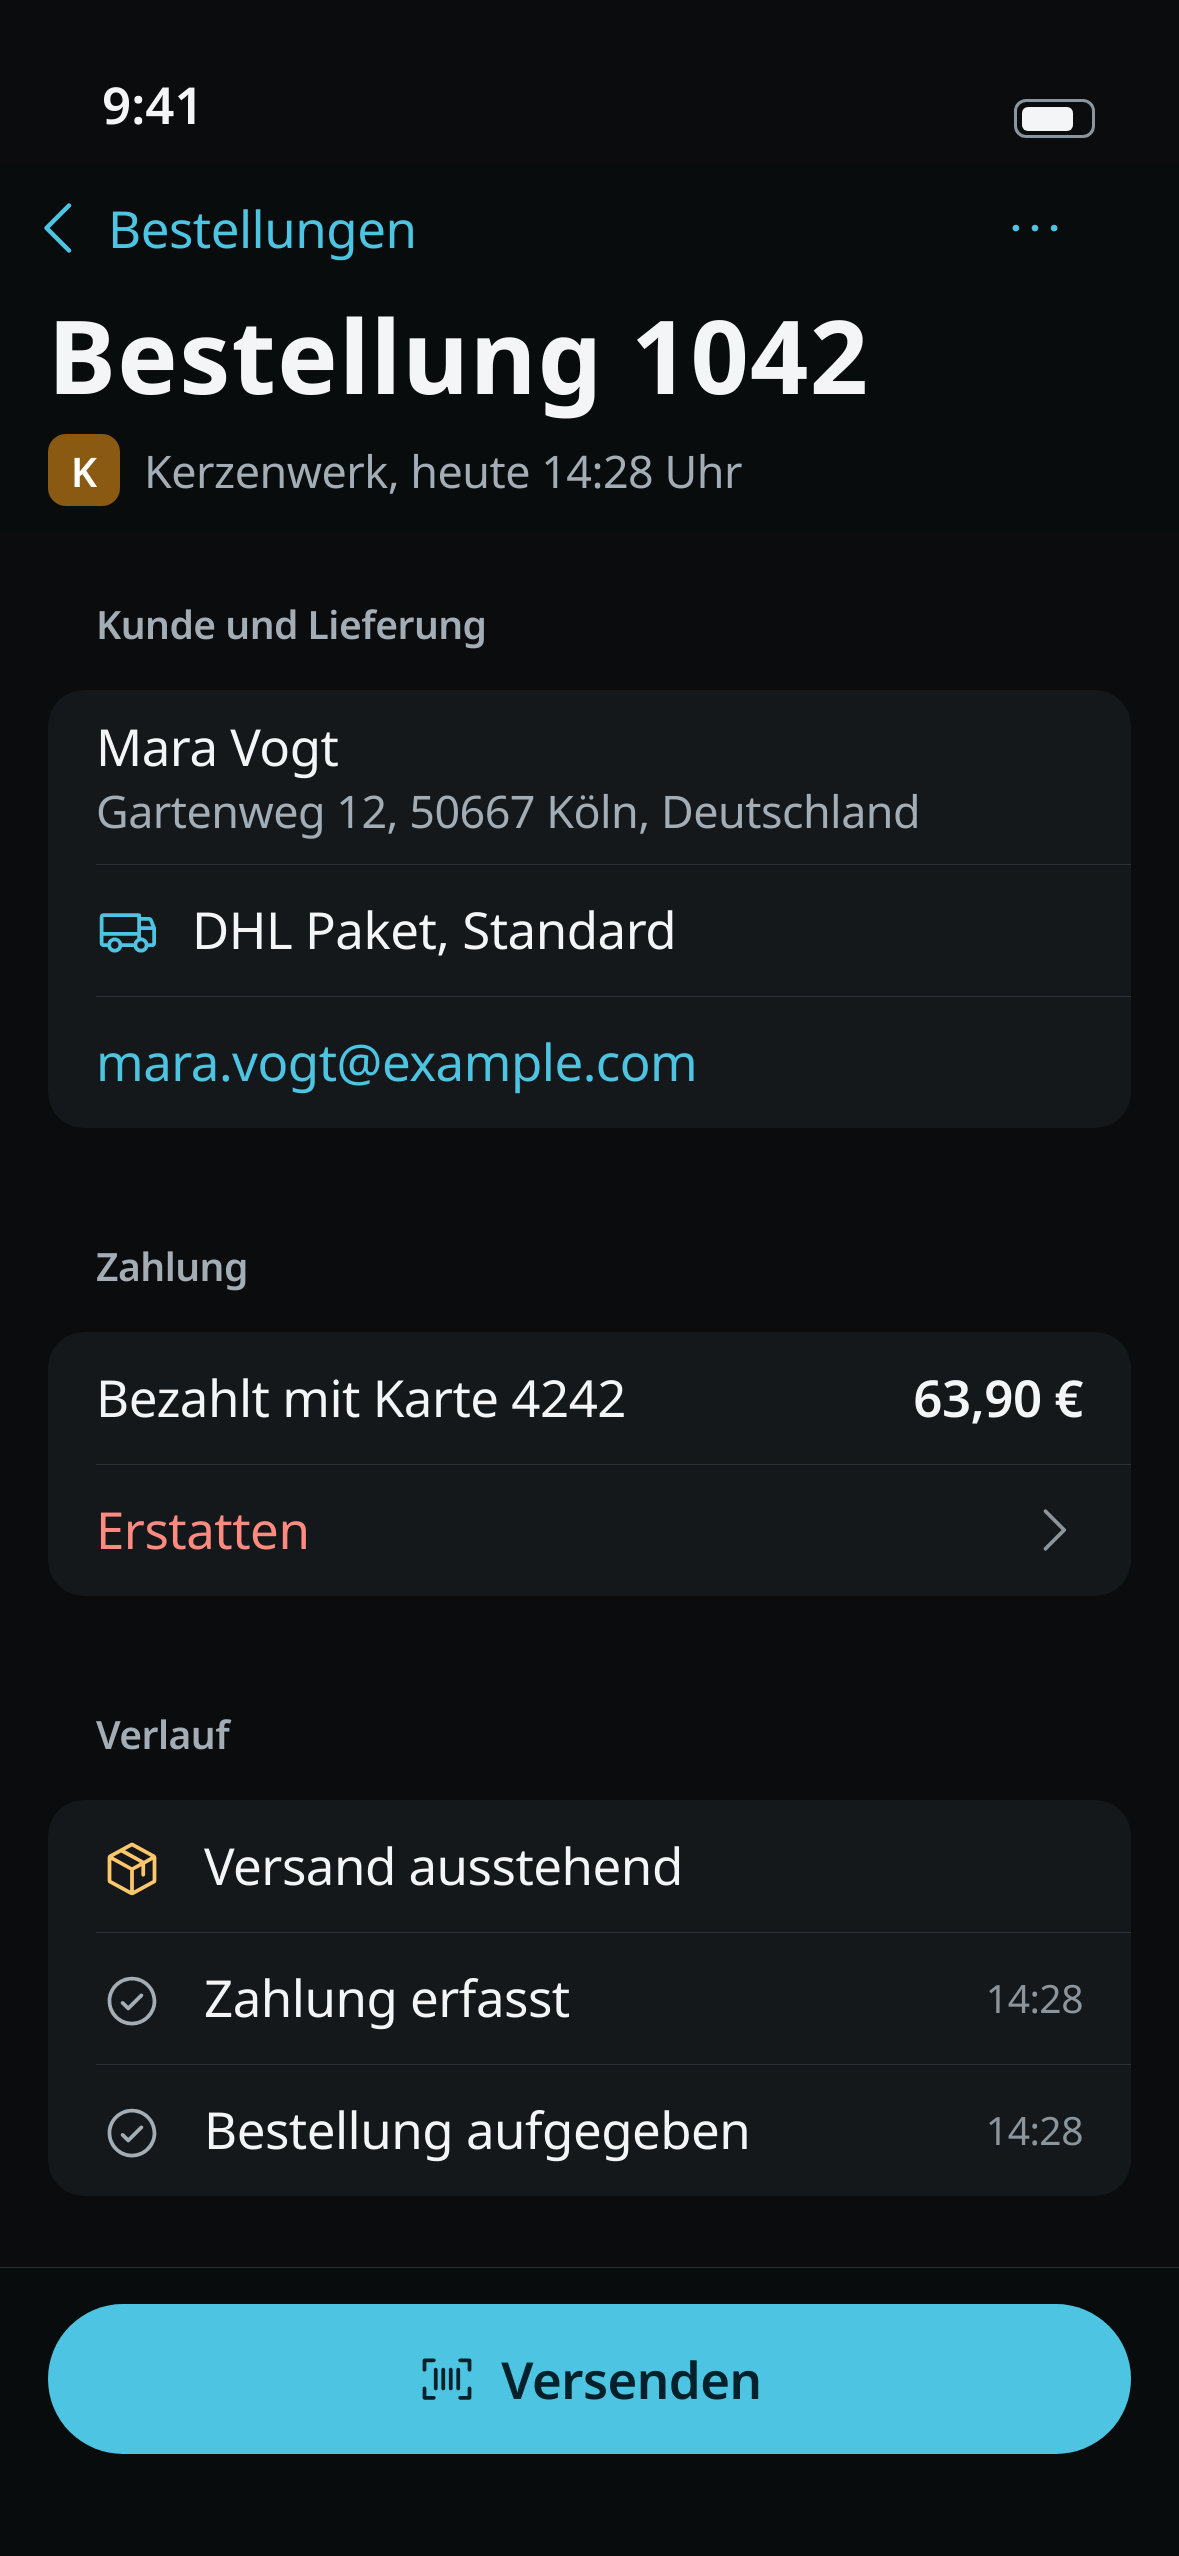 9:41
Bestellungen
Bestellung 1042
K Kerzenwerk, heute 14:28 Uhr
Kunde und Lieferung
Mara Vogt
Gartenweg 12, 50667 Köln, Deutschland
DHL Paket, Standard
mara.vogt@example.com
Zahlung
Bezahlt mit Karte 4242 63,90 €
Erstatten
Verlauf
Versand ausstehend
Zahlung erfasst 14:28
Bestellung aufgegeben 14:28
Versenden